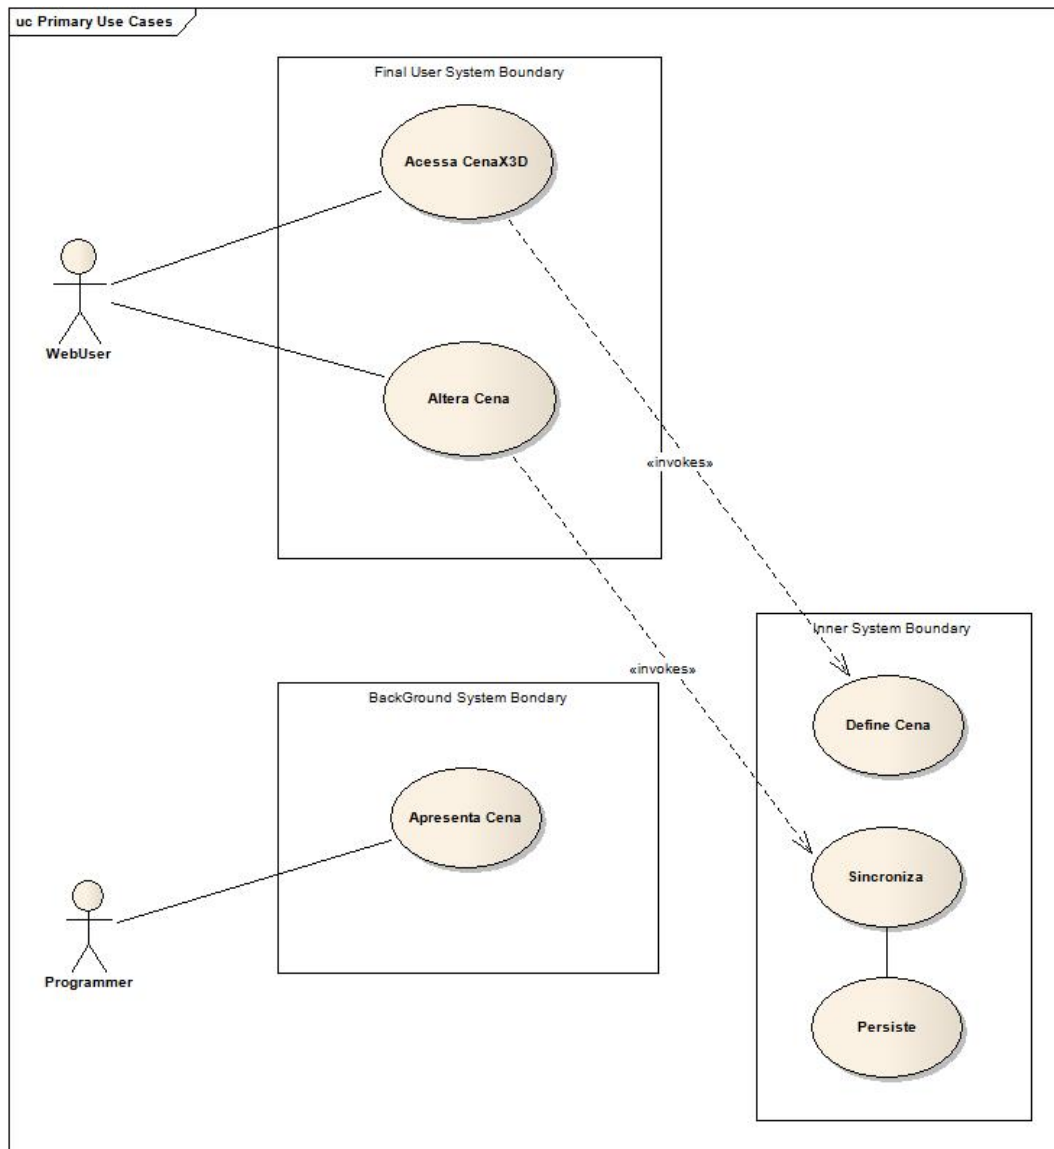 uc Primary Use Cases
Final User System Boundary
Acessa CenaX3D
WebUser
Altera Cena
«invokes»
Inner System Boundary
«invokes»
BackGround System Bondary
Define Cena
Apresenta Cena
Sincroniza
Programmer
Persiste